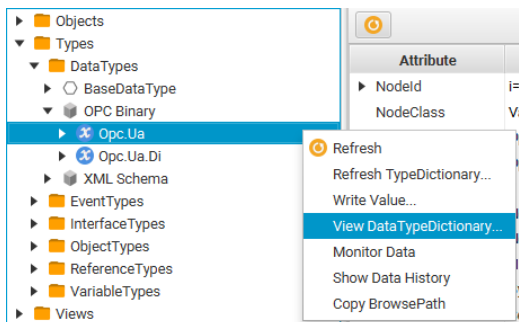 Objects
Types
DataTypes
BaseDataType
OPC Binary
Opc.Ua
Opc.Ua.Di
XML Schema
EventTypes
InterfaceTypes
ObjectTypes
ReferenceTypes
VariableTypes
Views
Attribute
NodeId i=
NodeClass
Refresh
Refresh TypeDictionary...
Write Value...
View DataTypeDictionary...
Monitor Data
Show Data History
Copy BrowsePath